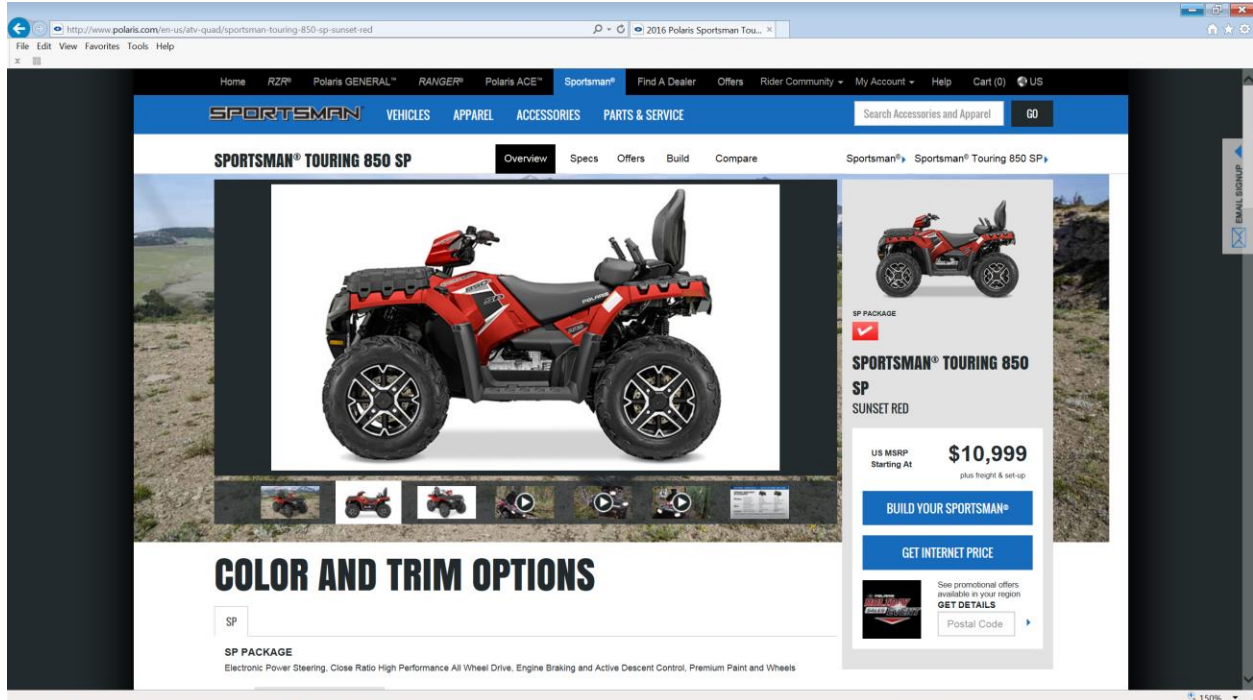 http://www.polaris.com/en-us/atv-quad/sportsman-touring-850-sp-sunset-red
2016 Polaris Sportsman Tou...
File Edit View Favorites Tools Help
Home RZR® Polaris GENERAL™ RANGER® Polaris ACE™ Sportsman® Find A Dealer Offers Rider Community My Account Help Cart (0) US
SPORTSMAN VEHICLES APPAREL ACCESSORIES PARTS & SERVICE Search Accessories and Apparel GO
SPORTSMAN® TOURING 850 SP Overview Specs Offers Build Compare Sportsman® Sportsman® Touring 850 SP
EMAIL SIGNUP
850
SP
POLARIS
SP PACKAGE
SPORTSMAN® TOURING 850
SP
SUNSET RED
US MSRP
Starting At
$10,999
plus freight & set-up
BUILD YOUR SPORTSMAN®
GET INTERNET PRICE
See promotional offers
available in your region
GET DETAILS
Postal Code
POLARIS
SALES EVENT
COLOR AND TRIM OPTIONS
SP
SP PACKAGE
Electronic Power Steering, Close Ratio High Performance All Wheel Drive, Engine Braking and Active Descent Control, Premium Paint and Wheels
150%